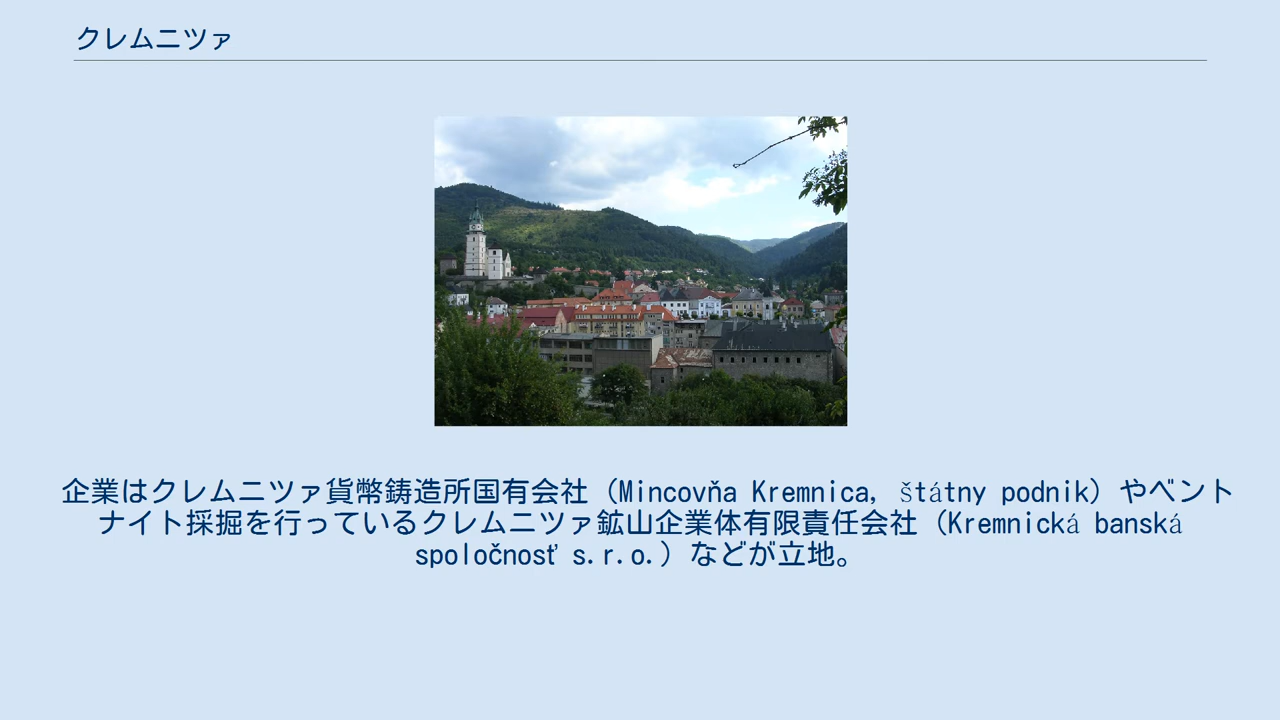 クレムニツァ
企業はクレムニツァ貨幣鋳造所国有会社（Mincovňa Kremnica, štátny podnik）やベント
ナイト採掘を行っているクレムニツァ鉱山企業体有限責任会社（Kremnická banská
spoločnosť s.r.o.）などが立地。